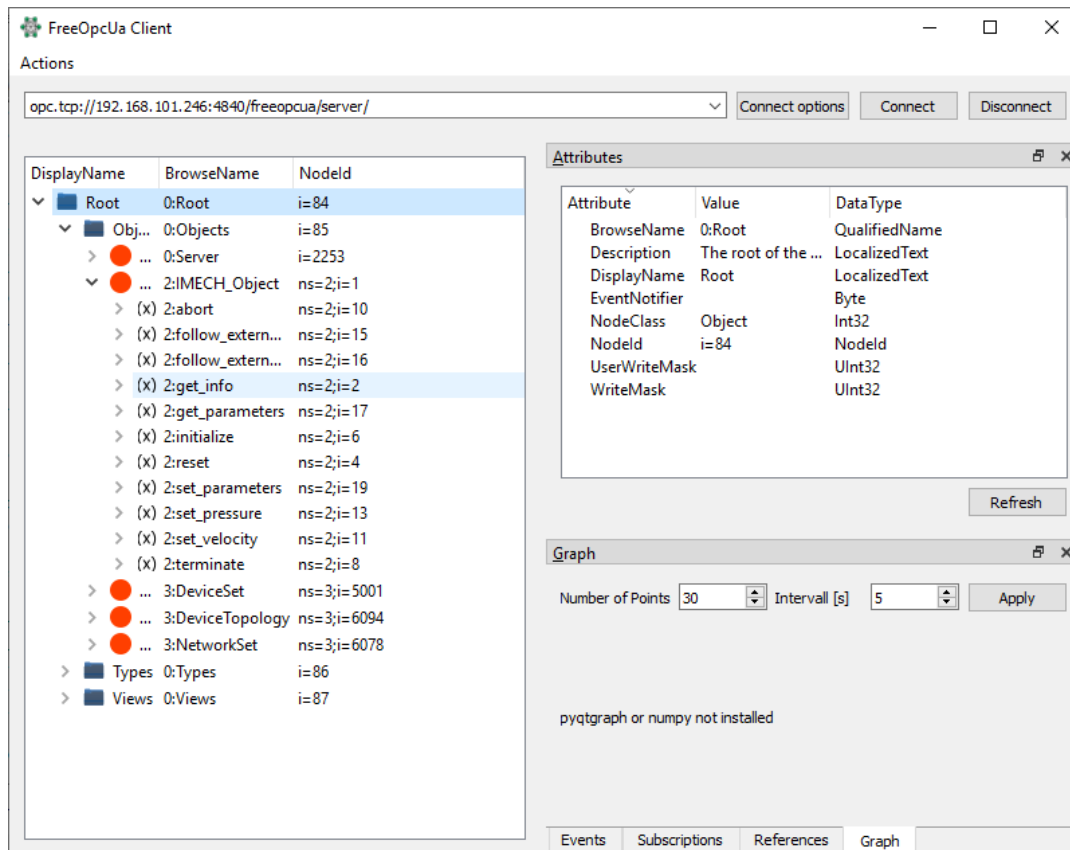 FreeOpcUa Client
Actions
opc.tcp://192.168.101.246:4840/freeopcua/server/
Connect options
Connect
Disconnect
DisplayName BrowseName NodeId
Root 0:Root i=84
Obj... 0:Objects i=85
... 0:Server i=2253
... 2:IMECH_Object ns=2;i=1
(x) 2:abort ns=2;i=10
(x) 2:follow_extern... ns=2;i=15
(x) 2:follow_extern... ns=2;i=16
(x) 2:get_info ns=2;i=2
(x) 2:get_parameters ns=2;i=17
(x) 2:initialize ns=2;i=6
(x) 2:reset ns=2;i=4
(x) 2:set_parameters ns=2;i=19
(x) 2:set_pressure ns=2;i=13
(x) 2:set_velocity ns=2;i=11
(x) 2:terminate ns=2;i=8
... 3:DeviceSet ns=3;i=5001
... 3:DeviceTopology ns=3;i=6094
... 3:NetworkSet ns=3;i=6078
Types 0:Types i=86
Views 0:Views i=87
Attributes
Attribute Value DataType
BrowseName 0:Root QualifiedName
Description The root of the ... LocalizedText
DisplayName Root LocalizedText
EventNotifier Byte
NodeClass Object Int32
NodeId i=84 NodeId
UserWriteMask UInt32
WriteMask UInt32
Refresh
Graph
Number of Points 30 Intervall [s] 5 Apply
pyqtgraph or numpy not installed
Events Subscriptions References Graph